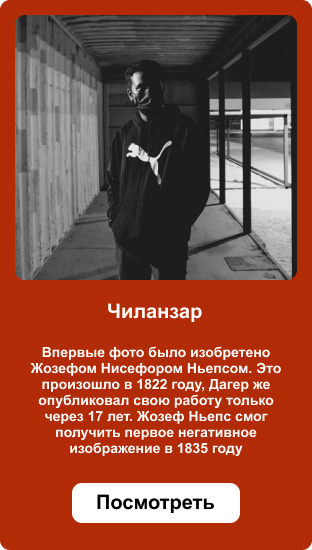 Чиланзар
Впервые фото было изобретено
Жозефом Нисефором Ньепсом. Это
произошло в 1822 году, Дагер же
опубликовал свою работу только
через 17 лет. Жозеф Ньепс смог
получить первое негативное
изображение в 1835 году
Посмотреть